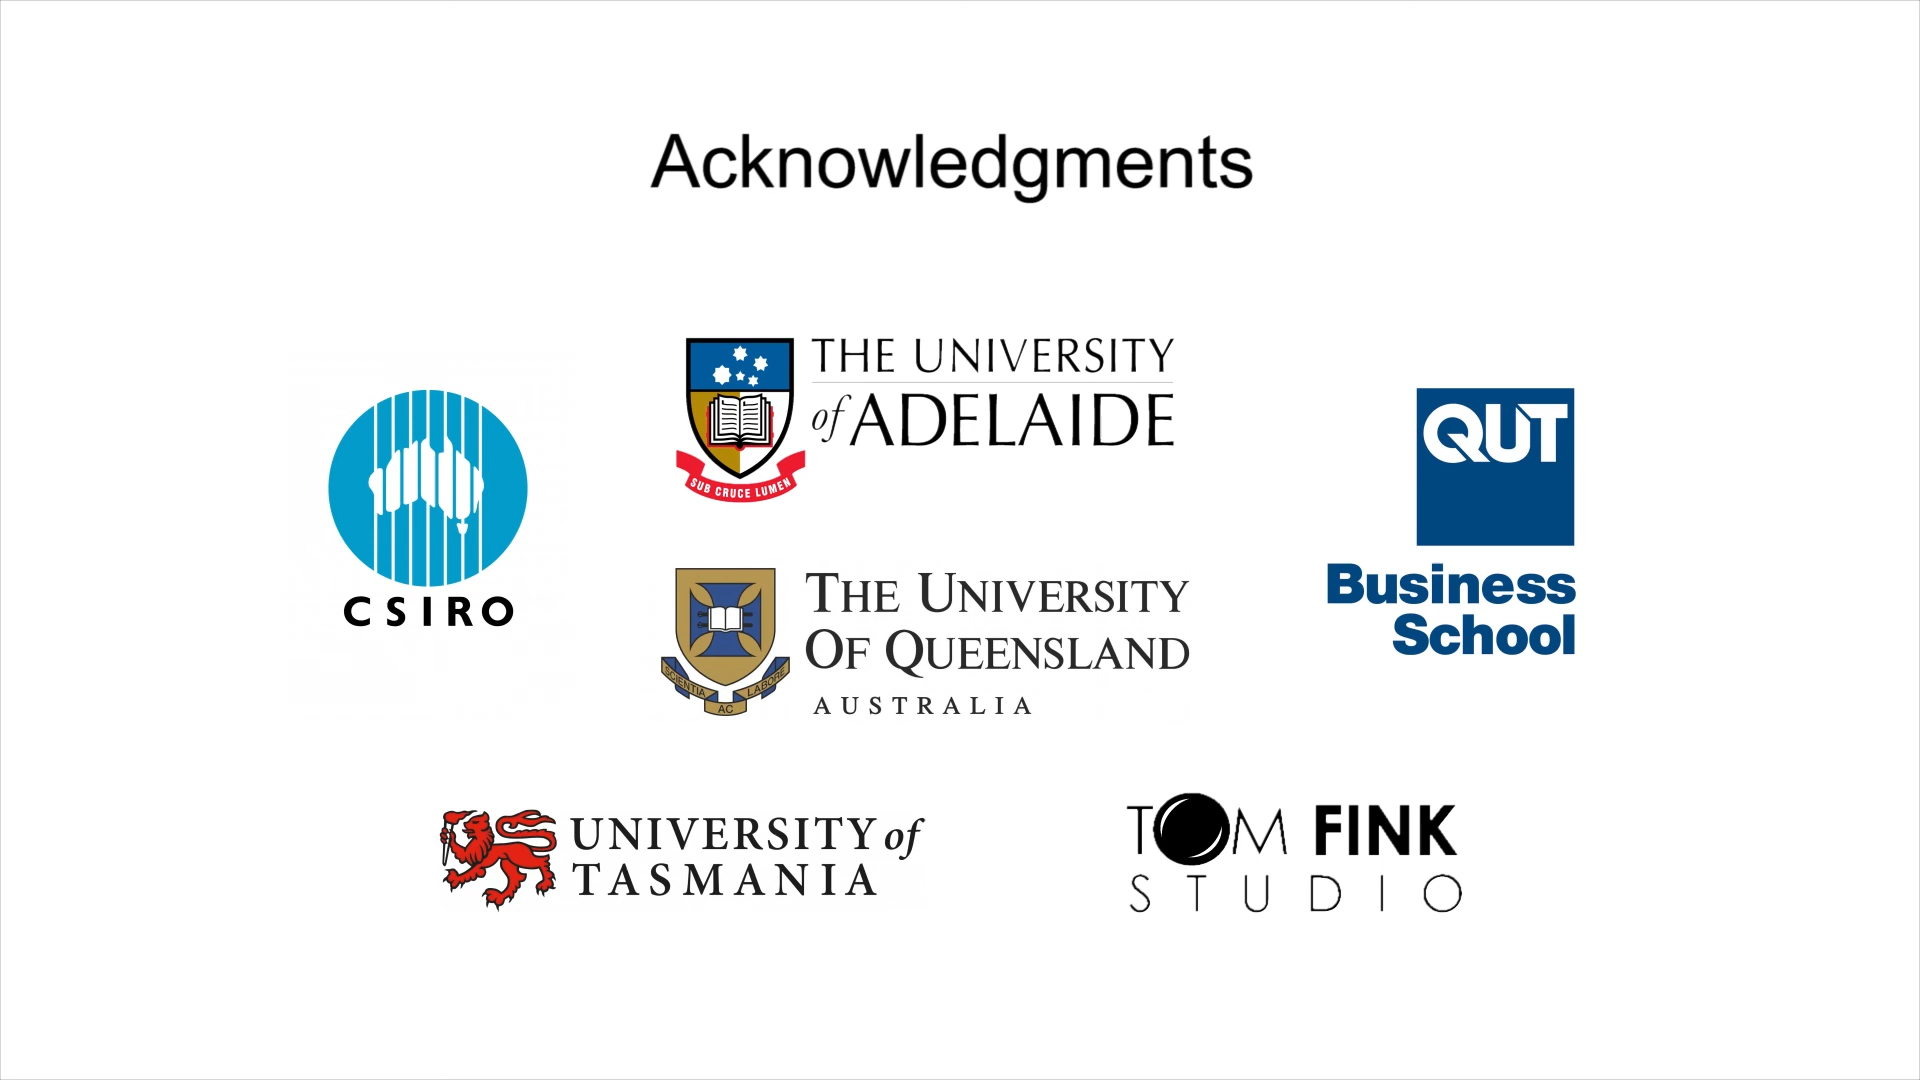 Acknowledgments
CSIRO
THE UNIVERSITY
of ADELAIDE
SUB CRUCE LUMEN
QUT
Business
School
THE UNIVERSITY
OF QUEENSLAND
AUSTRALIA
SCIENTIA AC LABORE
UNIVERSITY of
TASMANIA
TOM FINK
STUDIO